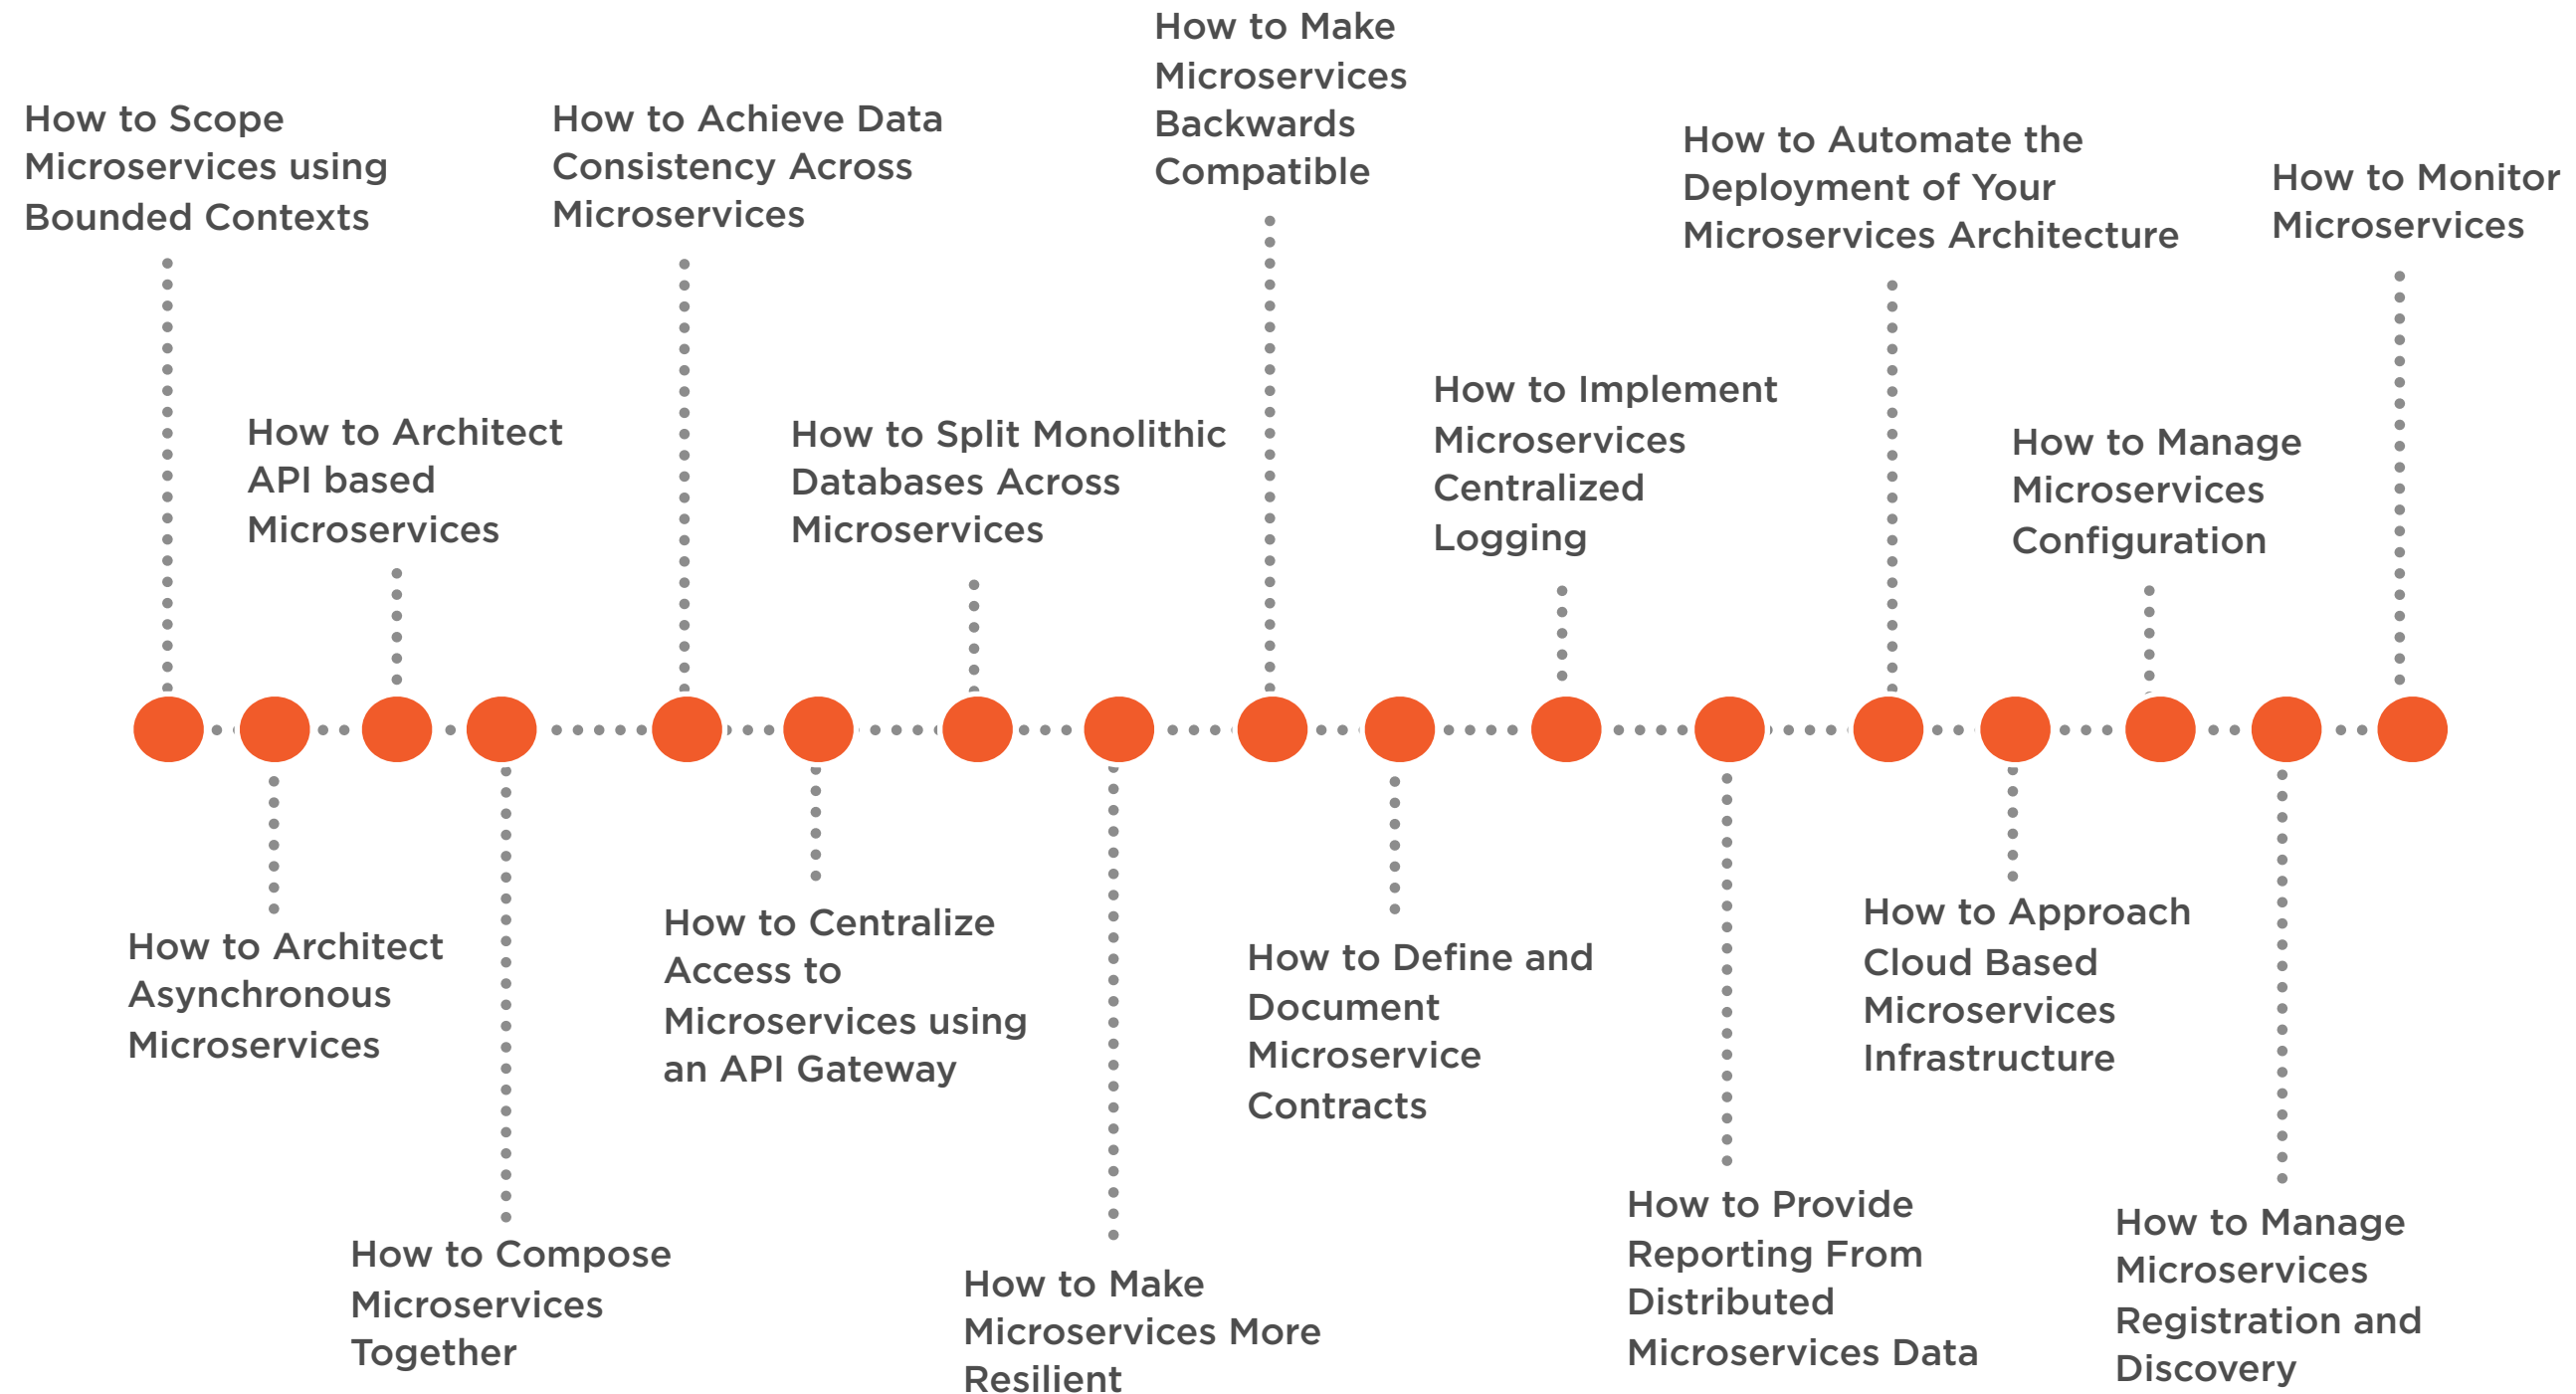 How to Scope
Microservices using
Bounded Contexts
How to Architect
Asynchronous
Microservices
How to Architect
API based
Microservices
How to Compose
Microservices
Together
How to Achieve Data
Consistency Across
Microservices
How to Centralize
Access to
Microservices using
an API Gateway
How to Split Monolithic
Databases Across
Microservices
How to Make
Microservices More
Resilient
How to Make
Microservices
Backwards
Compatible
How to Define and
Document
Microservice
Contracts
How to Implement
Microservices
Centralized
Logging
How to Provide
Reporting From
Distributed
Microservices Data
How to Automate the
Deployment of Your
Microservices Architecture
How to Approach
Cloud Based
Microservices
Infrastructure
How to Manage
Microservices
Configuration
How to Manage
Microservices
Registration and
Discovery
How to Monitor
Microservices